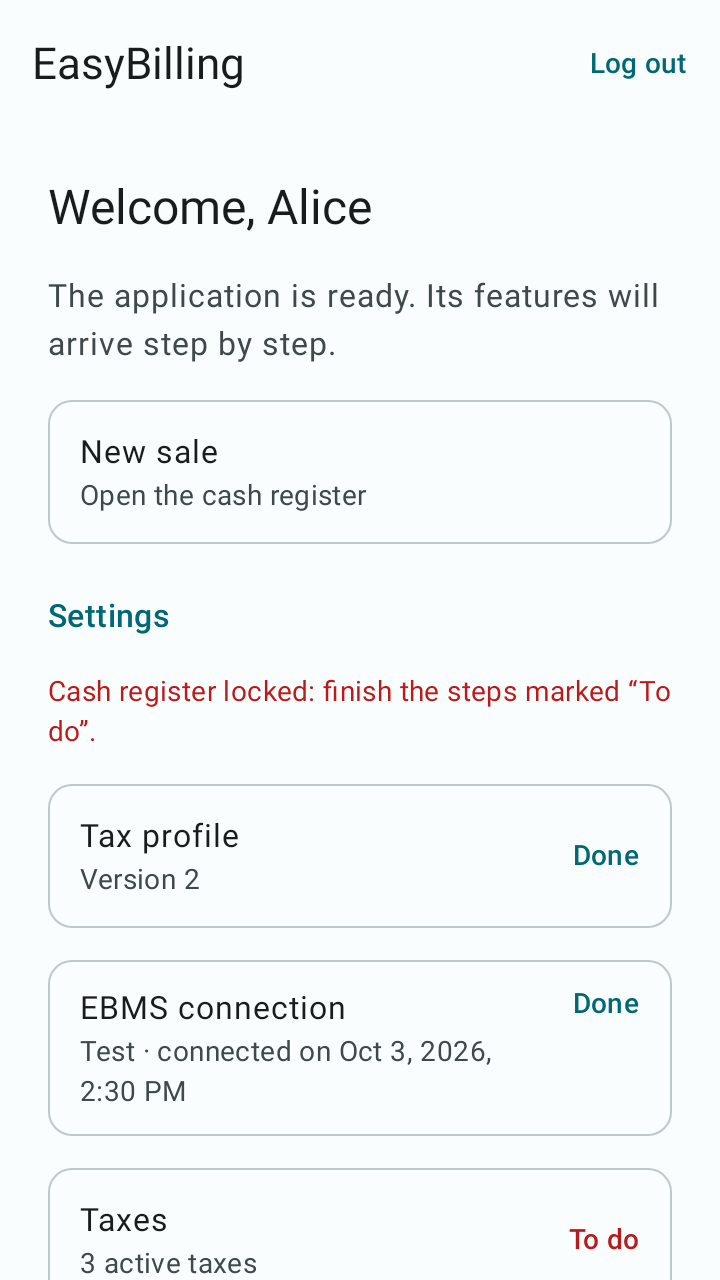 EasyBilling
Log out
Welcome, Alice
The application is ready. Its features will
arrive step by step.
New sale
Open the cash register
Settings
Cash register locked: finish the steps marked “To
do”.
Tax profile
Version 2
Done
EBMS connection
Done
Test · connected on Oct 3, 2026,
2:30 PM
Taxes
3 active taxes
To do